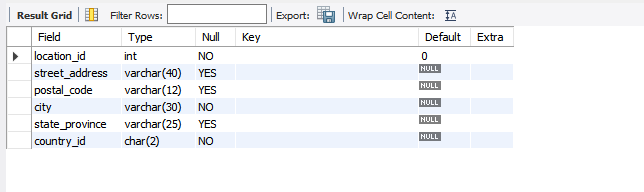 Result Grid Filter Rows: Export: Wrap Cell Content: IA
Field Type Null Key Default Extra
location_id int NO 0
street_address varchar(40) YES NULL
postal_code varchar(12) YES NULL
city varchar(30) NO NULL
state_province varchar(25) YES NULL
country_id char(2) NO NULL